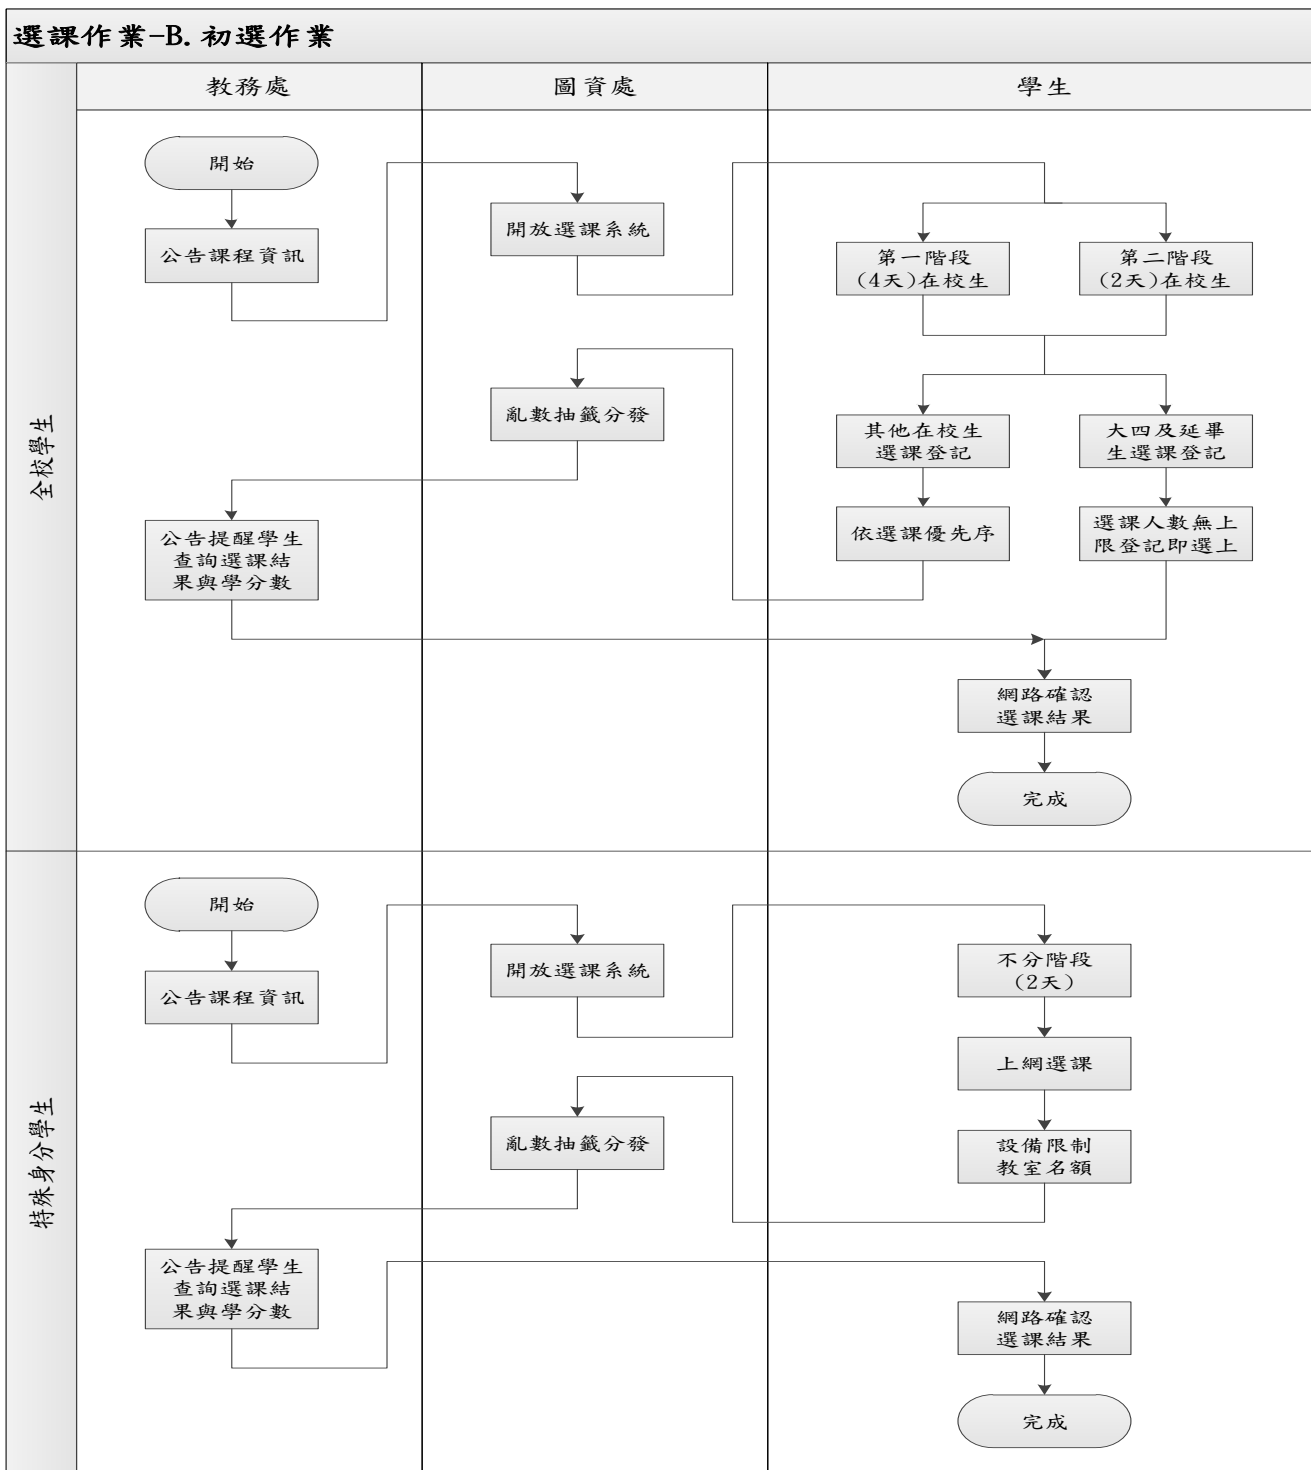 選課作業-B.初選作業
教務處
圖資處
學生
全校學生
開始
公告課程資訊
開放選課系統
第一階段
(4天)在校生
第二階段
(2天)在校生
其他在校生
選課登記
大四及延畢
生選課登記
依選課優先序
選課人數無上
限登記即選上
亂數抽籤分發
公告提醒學生
查詢選課結
果與學分數
網路確認
選課結果
完成
特殊身分學生
開始
公告課程資訊
開放選課系統
不分階段
(2天)
上網選課
設備限制
教室名額
亂數抽籤分發
公告提醒學生
查詢選課結
果與學分數
網路確認
選課結果
完成